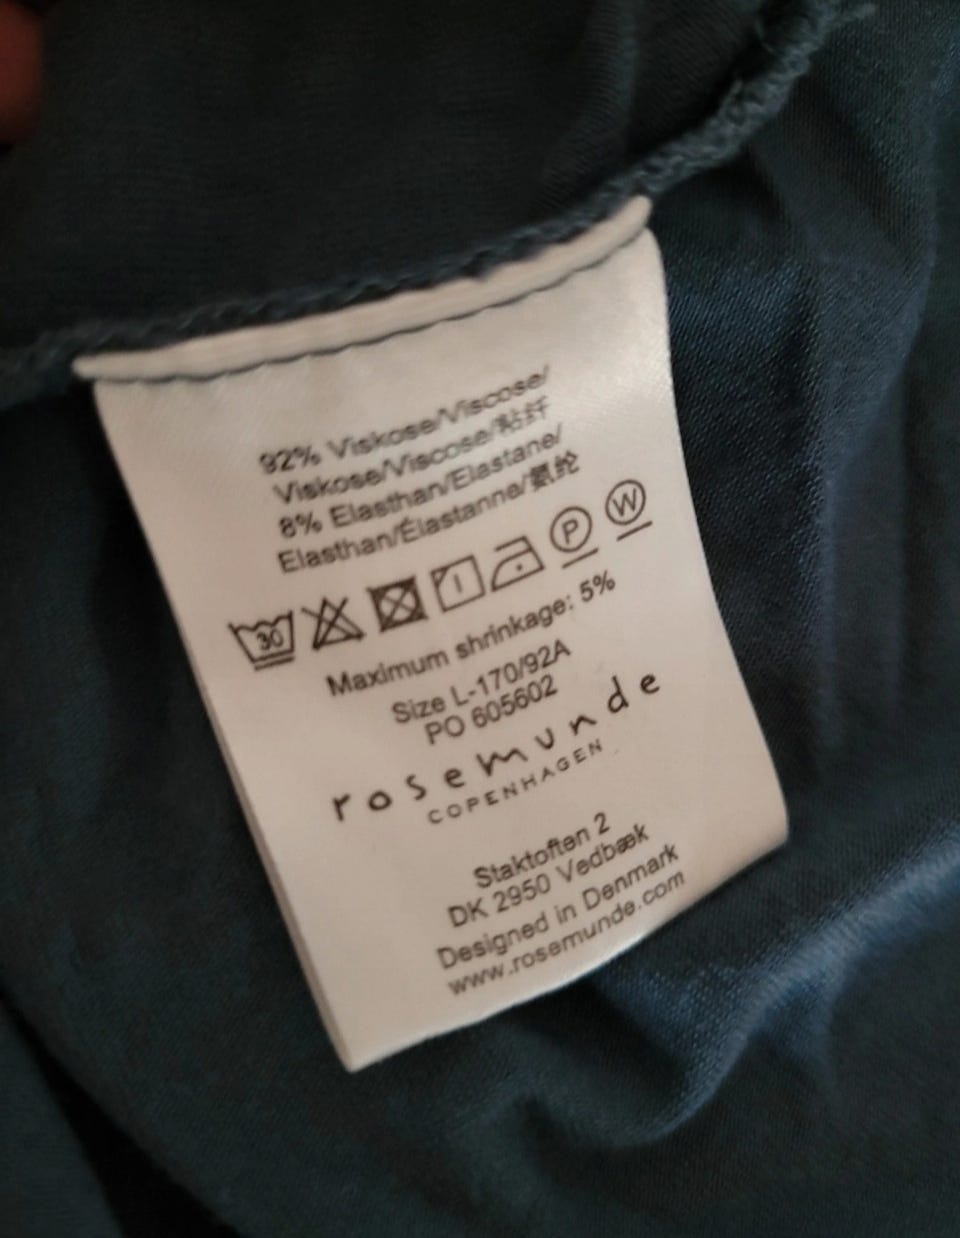 92% Viskose/Viscose/
Viskose/Viscose/粘纤
8% Elasthan/Elastane/
Elasthan/Élastanne/氨纶
30
P
W
Maximum shrinkage: 5%
Size L-170/92A
PO 605602
rosemunde
COPENHAGEN
Staktoften 2
DK 2950 Vedbæk
Designed in Denmark
www.rosemunde.com